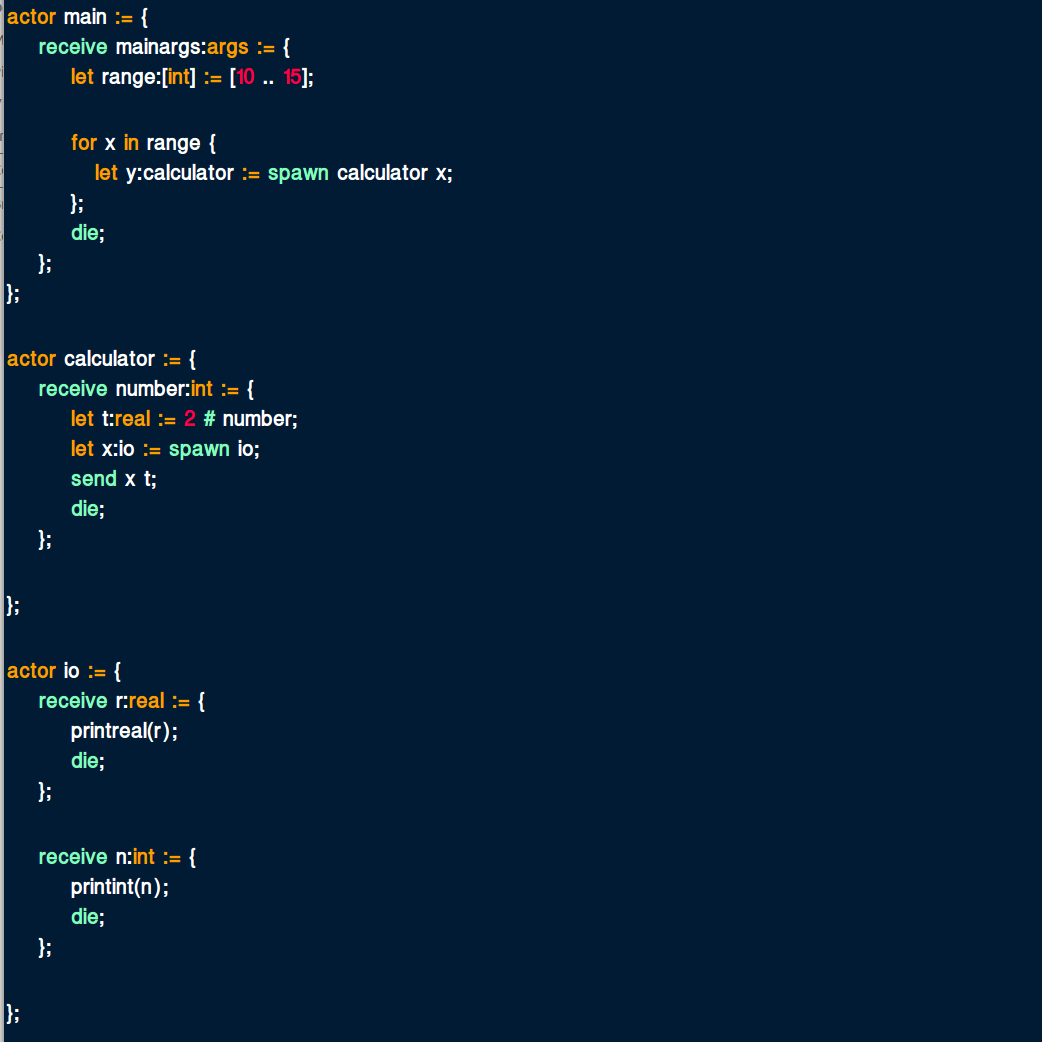 actor main := {
receive mainargs:args := {
let range:[int] := [10 .. 15];
for x in range {
let y:calculator := spawn calculator x;
};
die;
};
};
actor calculator := {
receive number:int := {
let t:real := 2 # number;
let x:io := spawn io;
send x t;
die;
};
};
actor io := {
receive r:real := {
printreal(r);
die;
};
receive n:int := {
printint(n);
die;
};
};